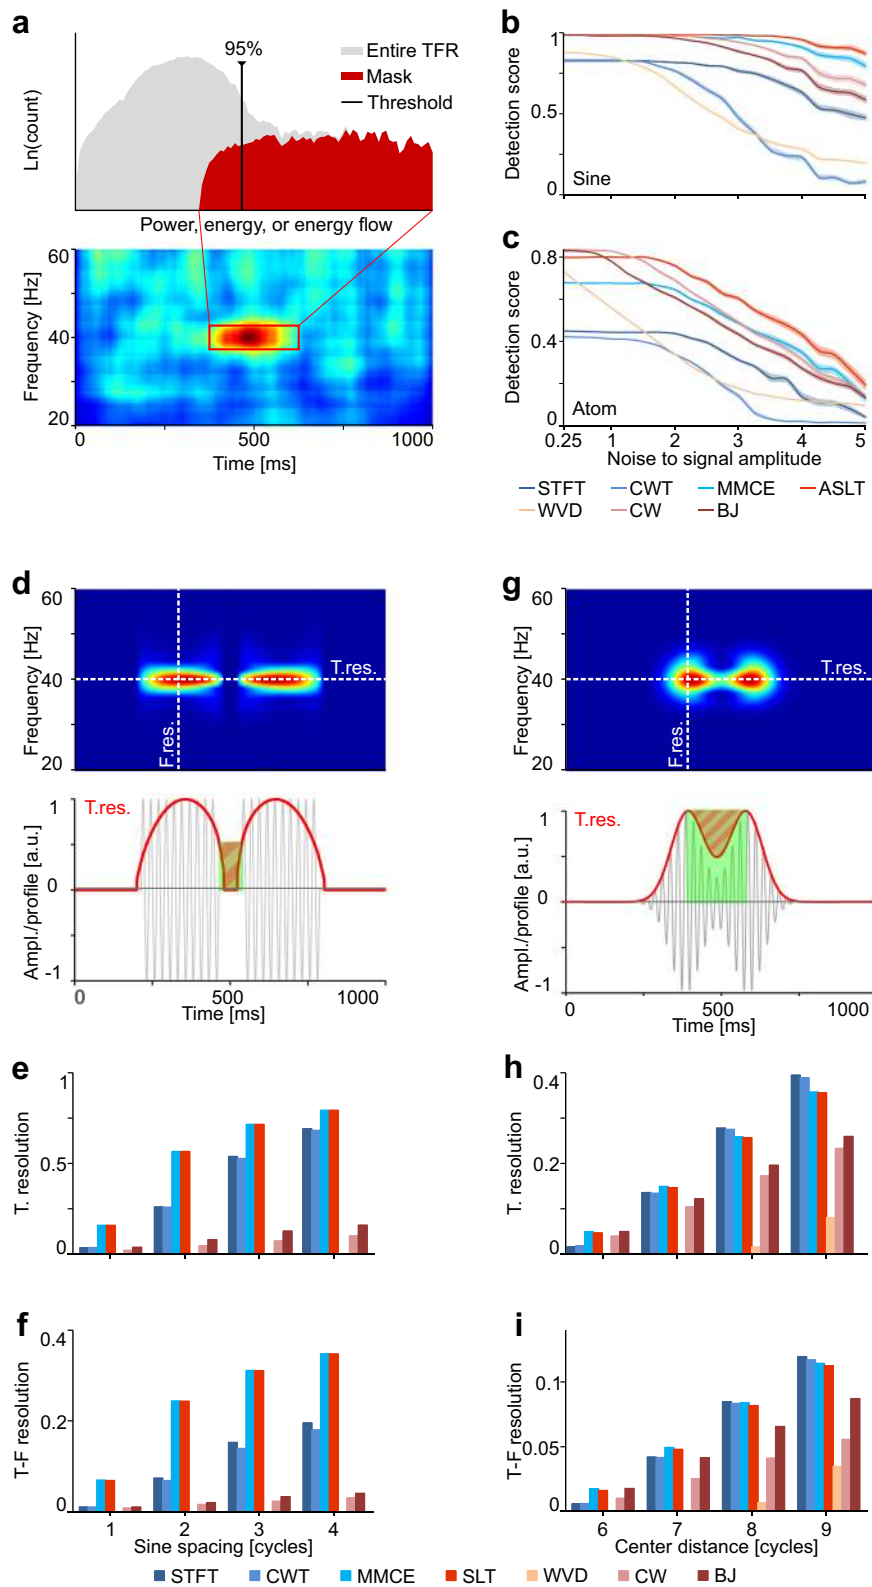 a
95%
Entire TFR
Mask
Threshold
Ln(count)
Power, energy, or energy flow
60
40
20
Frequency [Hz]
0
500
1000
Time [ms]
b
1
0.5
0
Detection score
Sine
c
0.8
0.4
0
Detection score
Atom
0.25
1
2
3
4
5
Noise to signal amplitude
STFT
CWT
MMCE
ASLT
WVD
CW
BJ
d
60
40
20
Frequency [Hz]
T.res.
F.res.
T.res.
1
0
-1
Ampl./profile [a.u.]
0
500
1000
Time [ms]
g
60
40
20
Frequency [Hz]
T.res.
F.res.
T.res.
1
0
-1
Ampl./profile [a.u.]
0
500
1000
Time [ms]
e
1
0.5
0
T. resolution
h
0.4
0.2
0
T. resolution
f
0.4
0.2
0
T-F resolution
1
2
3
4
Sine spacing [cycles]
i
0.1
0.05
0
T-F resolution
6
7
8
9
Center distance [cycles]
STFT
CWT
MMCE
SLT
WVD
CW
BJ